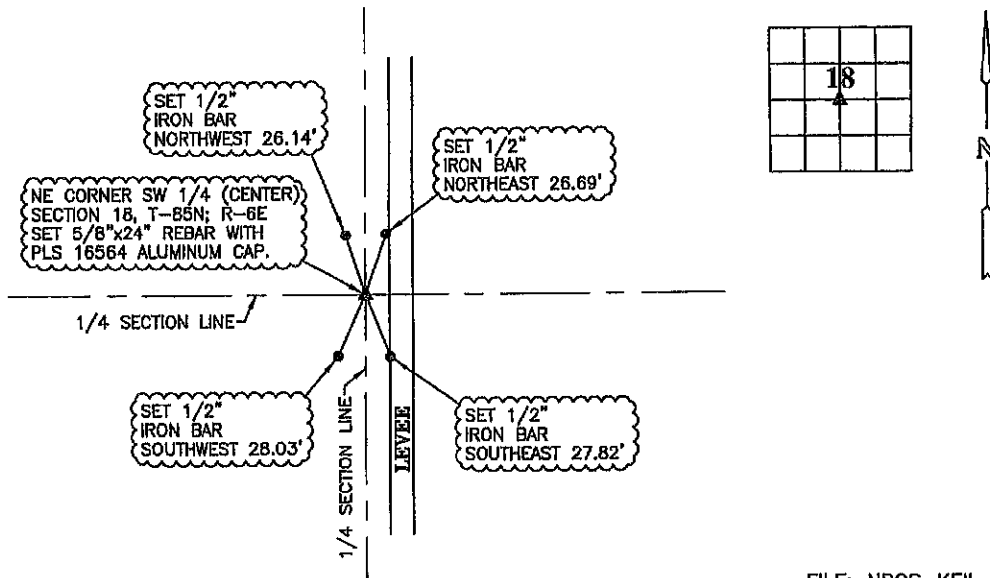 SET 1/2"
IRON BAR
NORTHWEST 26.14'
SET 1/2"
IRON BAR
NORTHEAST 26.69'
18
N
NE CORNER SW 1/4 (CENTER)
SECTION 18, T-85N; R-6E
SET 5/8"x24" REBAR WITH
PLS 16564 ALUMINUM CAP.
1/4 SECTION LINE
SET 1/2"
IRON BAR
SOUTHWEST 28.03'
1/4 SECTION LINE
LEVEE
SET 1/2"
IRON BAR
SOUTHEAST 27.82'